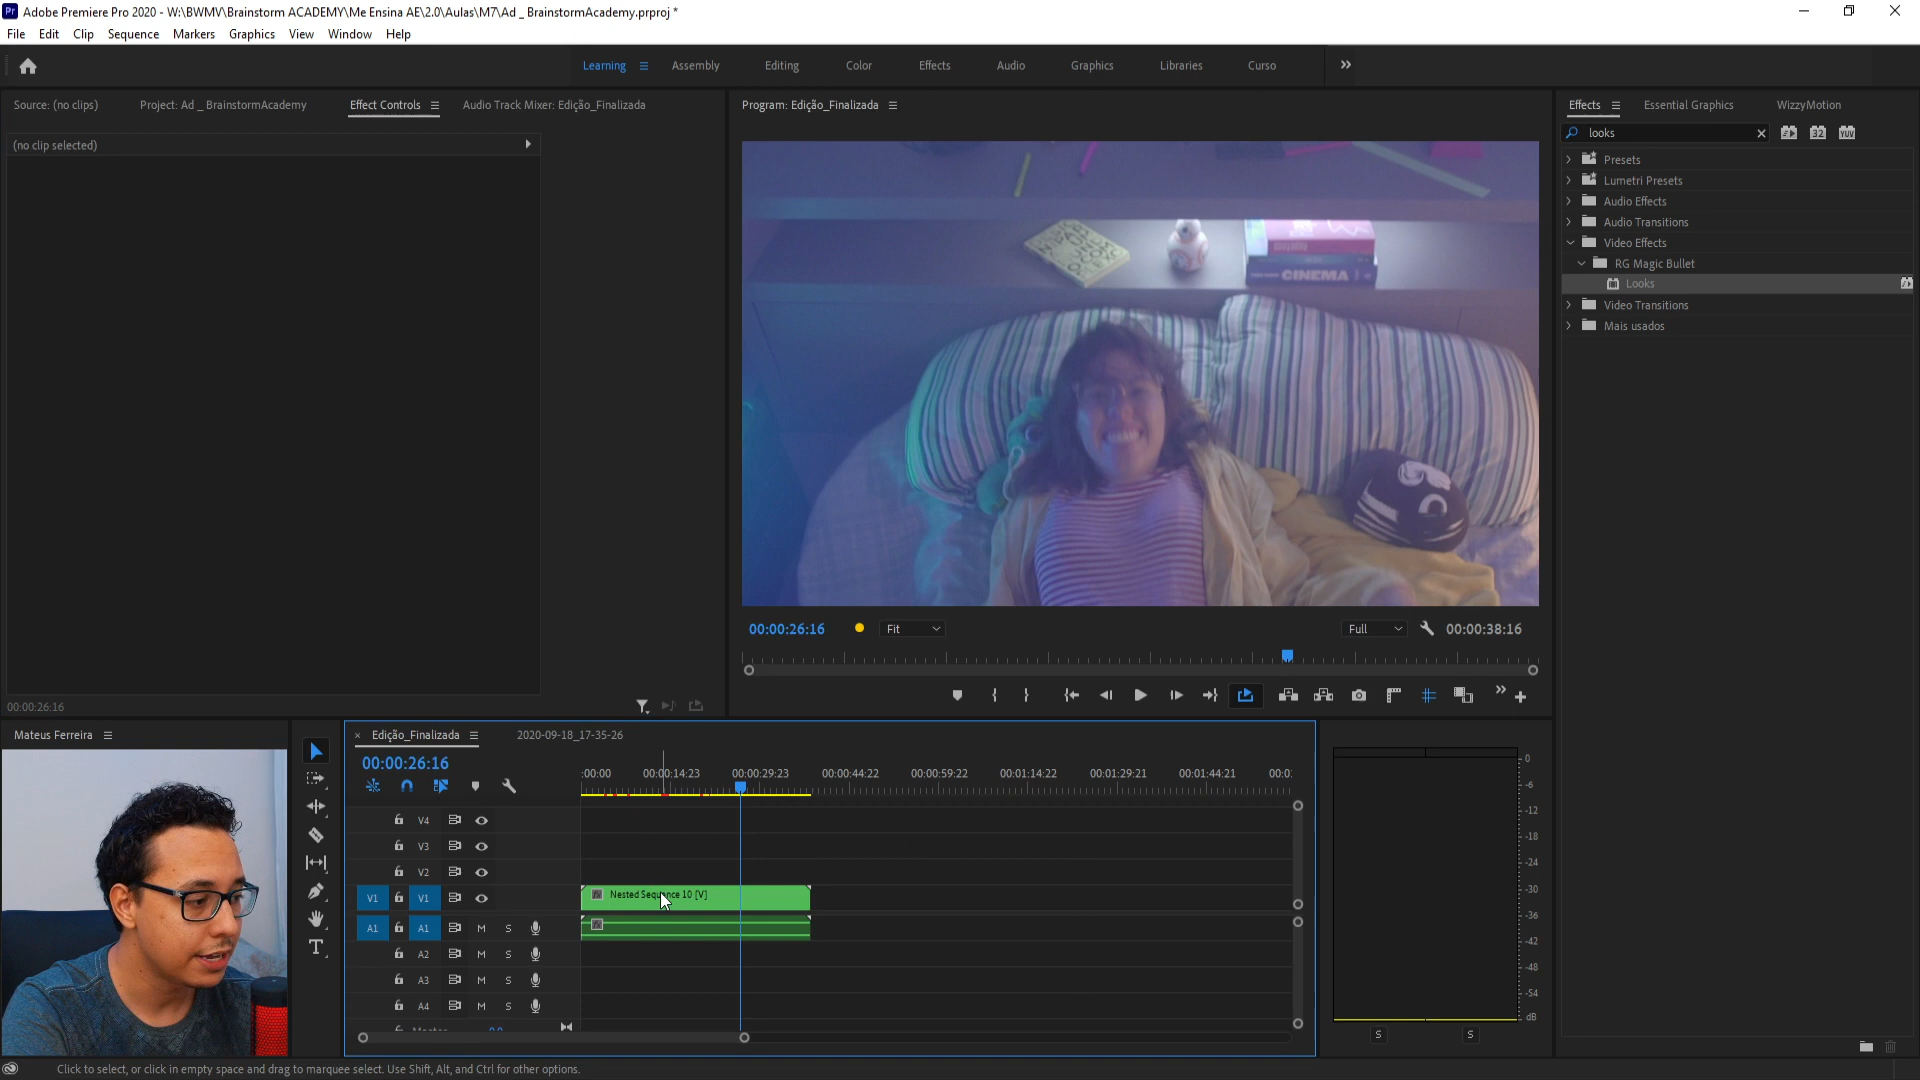 Adobe Premiere Pro 2020 - W:\BWMV\Brainstorm ACADEMY\Me Ensina AE\2.0\Aulas\M7\Ad _ BrainstormAcademy.prproj *
File Edit Clip Sequence Markers Graphics View Window Help
Learning Assembly Editing Color Effects Audio Graphics Libraries Curso
Source: (no clips) Project: Ad _ BrainstormAcademy Effect Controls Audio Track Mixer: Edição_Finalizada
(no clip selected)
00:00:26:16
Program: Edição_Finalizada
CINEMA
00:00:26:16 Fit Full 00:00:38:16
Effects Essential Graphics WizzyMotion
looks
32 YUV
Presets
Lumetri Presets
Audio Effects
Audio Transitions
Video Effects
RG Magic Bullet
Looks
Video Transitions
Mais usados
Mateus Ferreira
Edição_Finalizada 2020-09-18_17-35-26
00:00:26:16
:00:00 00:00:14:23 00:00:29:23 00:00:44:22 00:00:59:22 00:01:14:22 00:01:29:21 00:01:44:21 00:0
V4
V3
V2
V1 V1 Nested Sequence 10 [V]
A1 A1 M S
A2 M S
A3 M S
A4 M S
Master 0,0
0
-6
-12
-18
-24
-30
-36
-42
-48
-54
dB
S S
Click to select, or click in empty space and drag to marquee select. Use Shift, Alt, and Ctrl for other options.